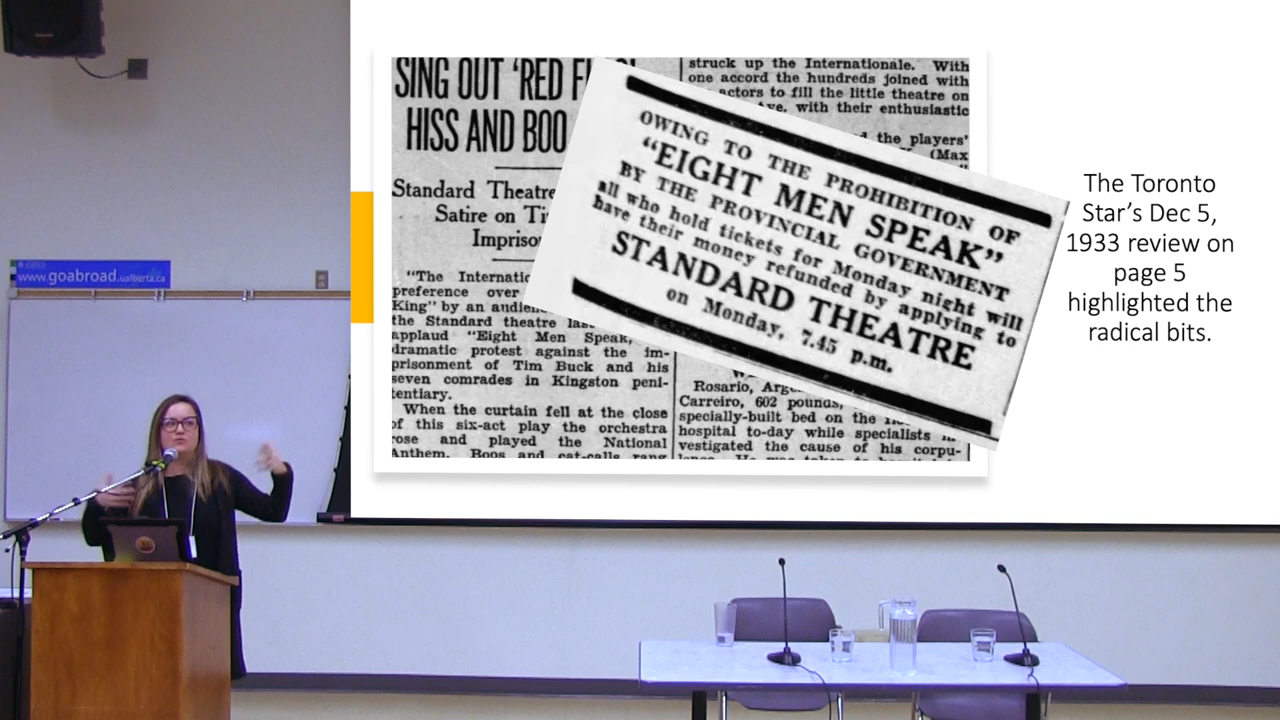 www.goabroad.ualberta.ca
SING OUT 'RED
HISS AND BOO
Standard Theatre
Satire on
"The
preference over
King" by an
the Standard theatre
applaud "Eight Men Speak,
dramatic protest against the im-
prisonment of Tim Buck and his
seven comrades in Kingston peni-
tentiary.
When the curtain fell at the close
of this six-act play the orchestra
rose and played the National
Anthem. Boos and cat-calls rang
struck up the Internationale. With
one accord the hundreds joined with
actors to fill the little theatre on
Ave. with their enthusiastic
the players'
(Max
OWING TO THE PROHIBITION OF
"EIGHT MEN SPEAK"
BY THE PROVINCIAL GOVERNMENT
all who hold tickets for Monday night will
have their money refunded by applying to
STANDARD THEATRE
on Monday, 7.45 p.m.
Rosario,
Carreiro, 602 pounds,
specially-built bed on the
hospital to-day while specialists in-
vestigated the cause of his corpu-
The Toronto
Star's Dec 5,
1933 review on
page 5
highlighted the
radical bits.